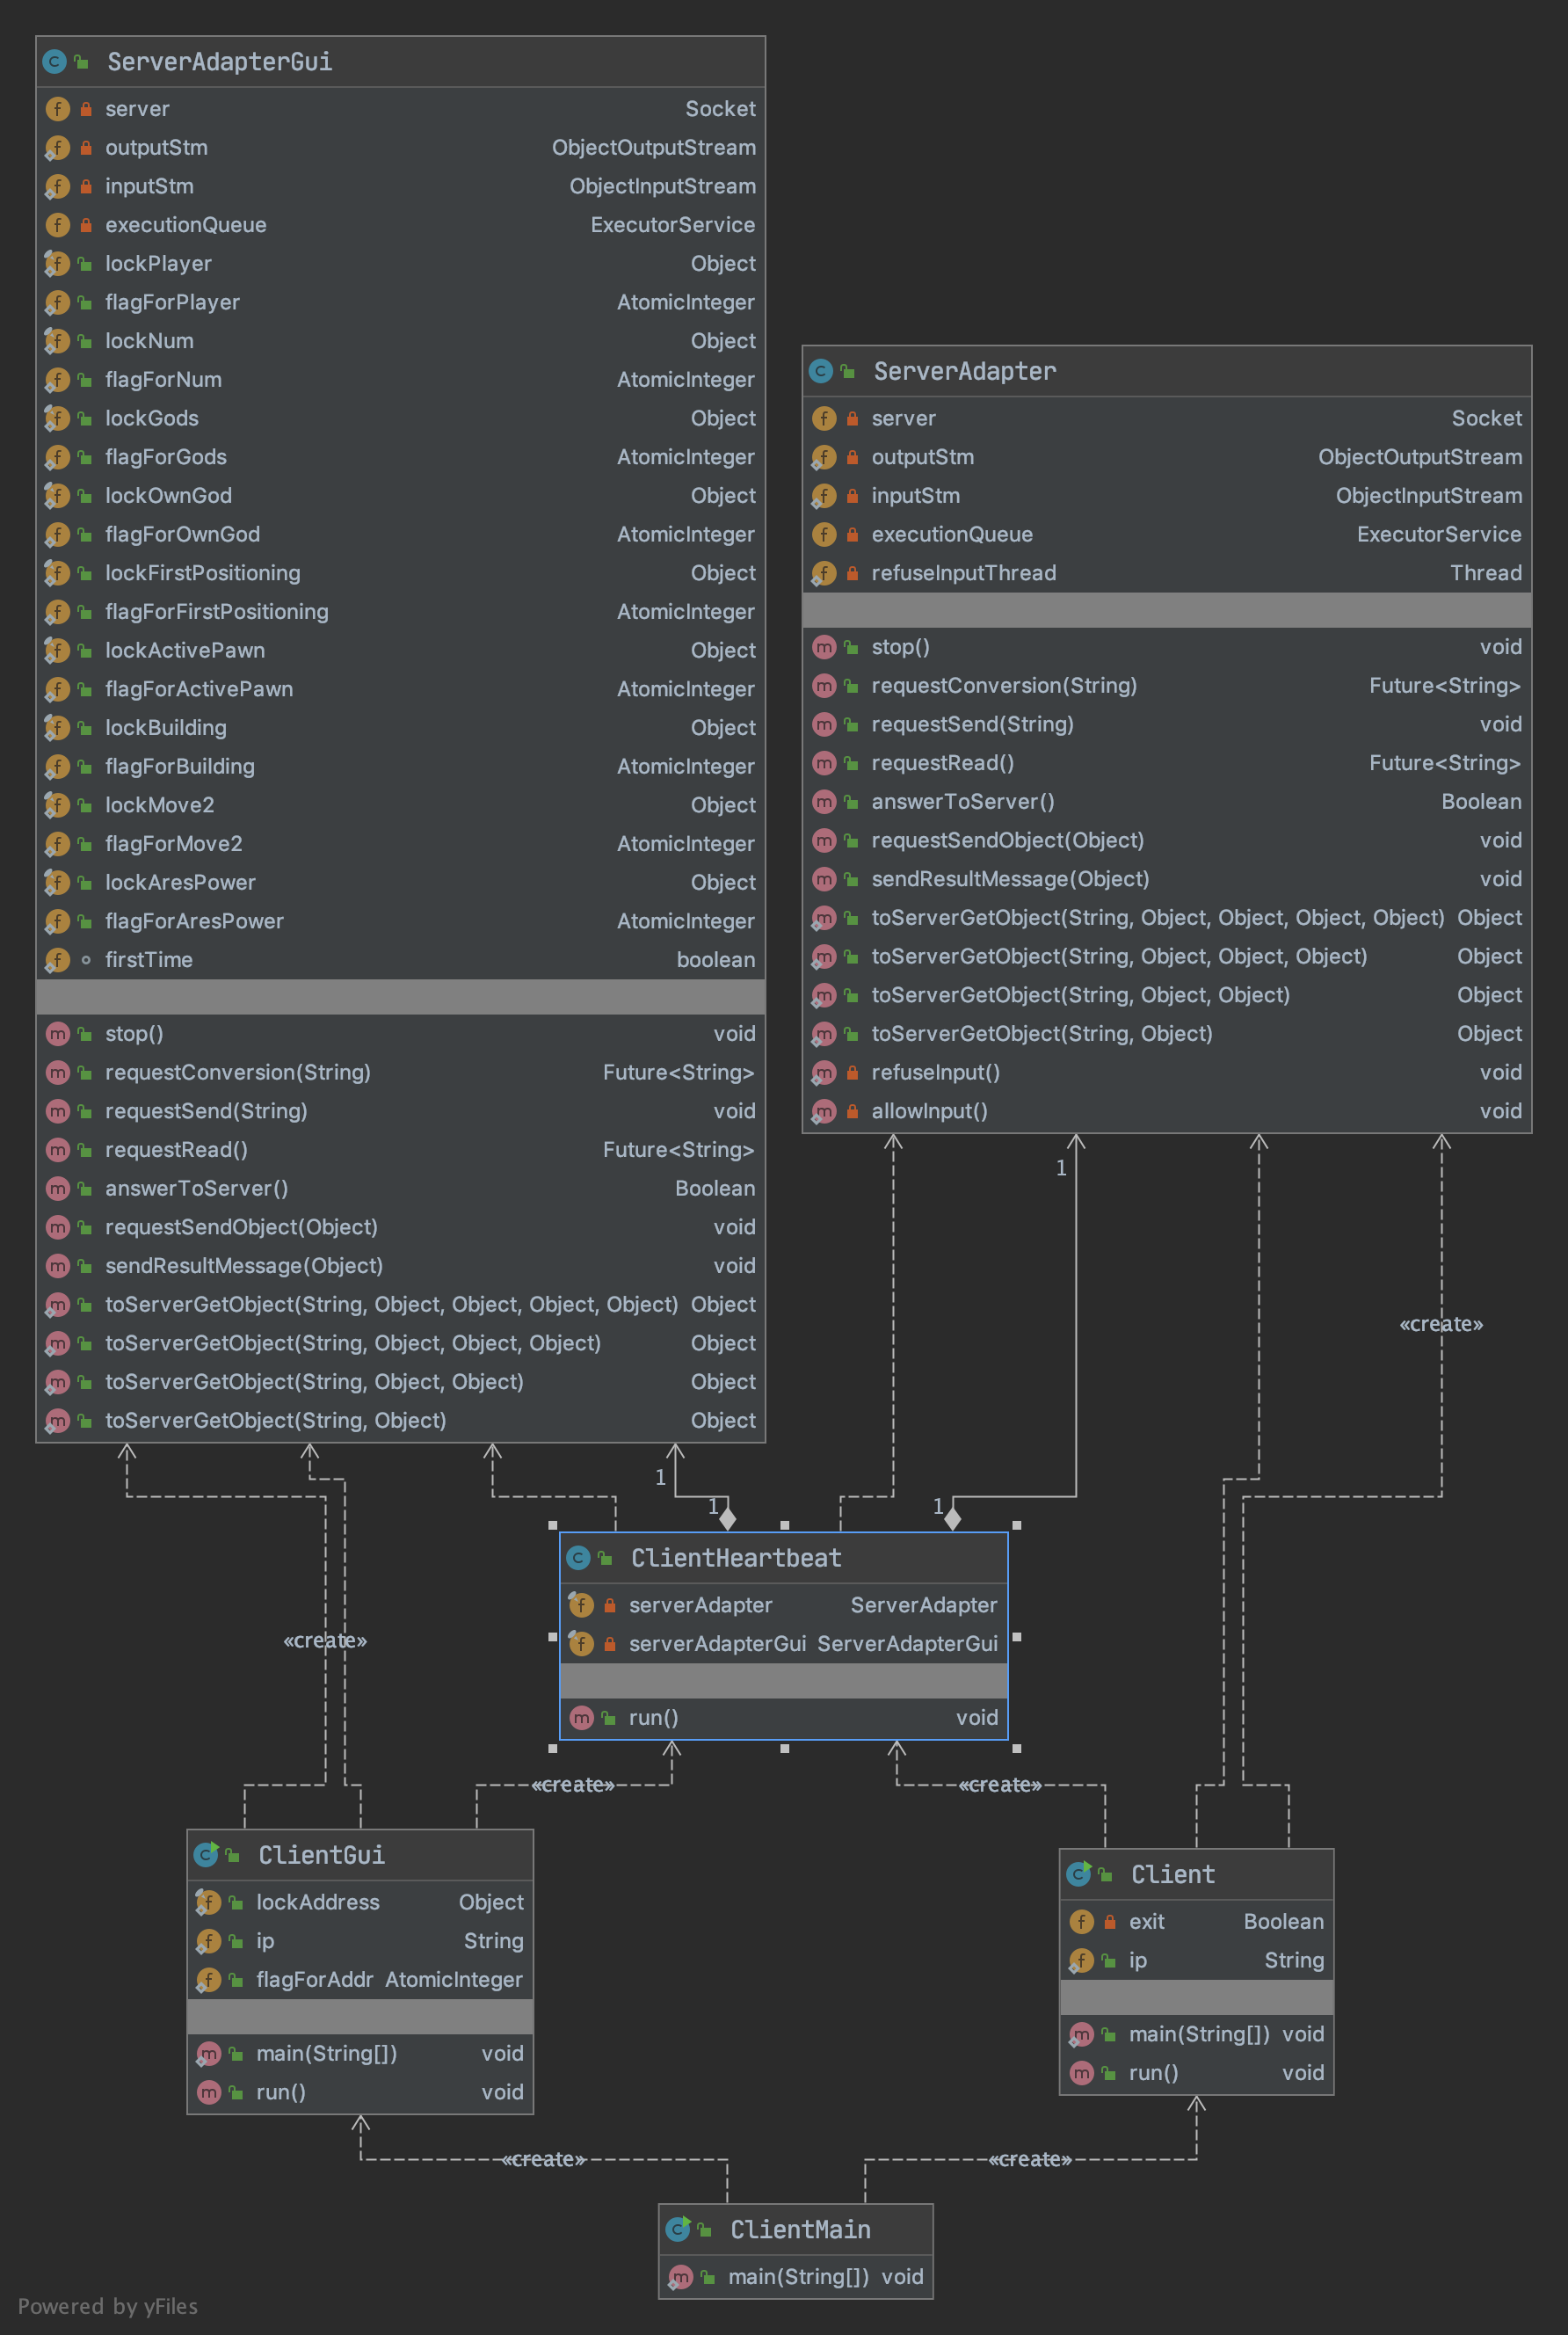 ServerAdapterGui
server Socket
outputStm ObjectOutputStream
inputStm ObjectInputStream
executionQueue ExecutorService
lockPlayer Object
flagForPlayer AtomicInteger
lockNum Object
flagForNum AtomicInteger
lockGods Object
flagForGods AtomicInteger
lockOwnGod Object
flagForOwnGod AtomicInteger
lockFirstPositioning Object
flagForFirstPositioning AtomicInteger
lockActivePawn Object
flagForActivePawn AtomicInteger
lockBuilding Object
flagForBuilding AtomicInteger
lockMove2 Object
flagForMove2 AtomicInteger
lockAresPower Object
flagForAresPower AtomicInteger
firstTime boolean
stop() void
requestConversion(String) Future<String>
requestSend(String) void
requestRead() Future<String>
answerToServer() Boolean
requestSendObject(Object) void
sendResultMessage(Object) void
toServerGetObject(String, Object, Object, Object, Object) Object
toServerGetObject(String, Object, Object, Object) Object
toServerGetObject(String, Object, Object) Object
toServerGetObject(String, Object) Object
ServerAdapter
server Socket
outputStm ObjectOutputStream
inputStm ObjectInputStream
executionQueue ExecutorService
refuseInputThread Thread
stop() void
requestConversion(String) Future<String>
requestSend(String) void
requestRead() Future<String>
answerToServer() Boolean
requestSendObject(Object) void
sendResultMessage(Object) void
toServerGetObject(String, Object, Object, Object, Object) Object
toServerGetObject(String, Object, Object, Object) Object
toServerGetObject(String, Object, Object) Object
toServerGetObject(String, Object) Object
refuseInput() void
allowInput() void
1
«create»
1
1
1
ClientHeartbeat
serverAdapter ServerAdapter
serverAdapterGui ServerAdapterGui
run() void
«create»
«create»
«create»
ClientGui
lockAddress Object
ip String
flagForAddr AtomicInteger
main(String[]) void
run() void
Client
exit Boolean
ip String
main(String[]) void
run() void
«create»
«create»
ClientMain
main(String[]) void
Powered by yFiles